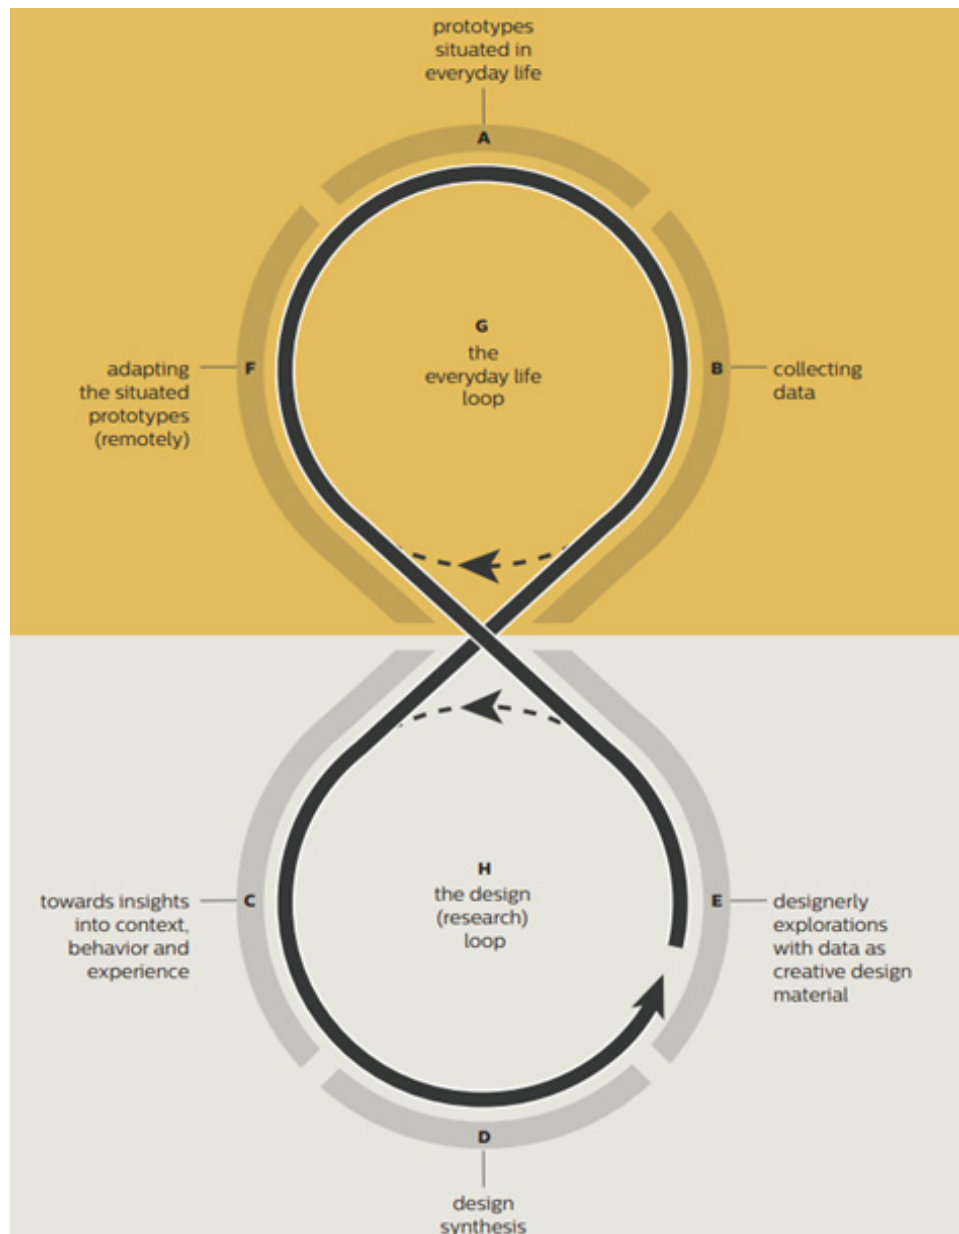 prototypes
situated in
everyday life
A
G
the
everyday life
loop
F
adapting
the situated
prototypes
(remotely)
B
collecting
data
H
the design
(research)
loop
C
towards insights
into context,
behavior and
experience
E
designerly
explorations
with data as
creative design
material
D
design
synthesis